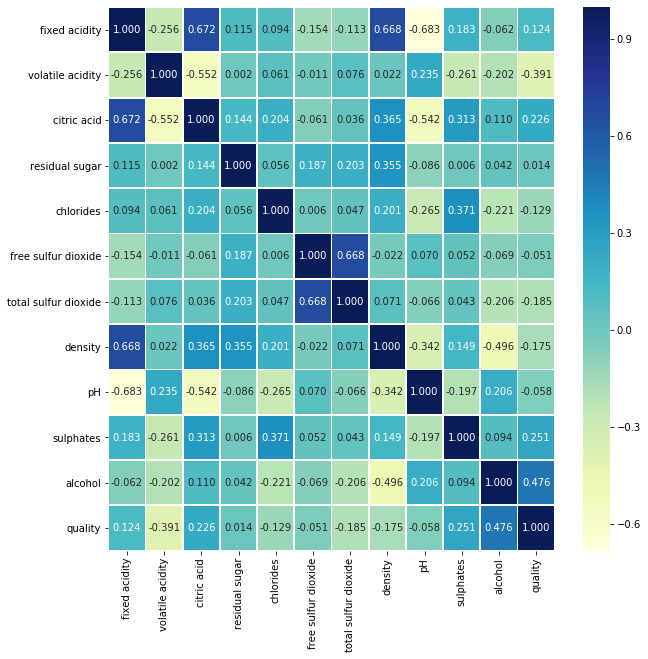 fixed acidity 1.000 -0.256 0.672 0.115 0.094 -0.154 -0.113 0.668 -0.683 0.183 -0.062 0.124
volatile acidity -0.256 1.000 -0.552 0.002 0.061 -0.011 0.076 0.022 0.235 -0.261 -0.202 -0.391
citric acid 0.672 -0.552 1.000 0.144 0.204 -0.061 0.036 0.365 -0.542 0.313 0.110 0.226
residual sugar 0.115 0.002 0.144 1.000 0.056 0.187 0.203 0.355 -0.086 0.006 0.042 0.014
chlorides 0.094 0.061 0.204 0.056 1.000 0.006 0.047 0.201 -0.265 0.371 -0.221 -0.129
free sulfur dioxide -0.154 -0.011 -0.061 0.187 0.006 1.000 0.668 -0.022 0.070 0.052 -0.069 -0.051
total sulfur dioxide -0.113 0.076 0.036 0.203 0.047 0.668 1.000 0.071 -0.066 0.043 -0.206 -0.185
density 0.668 0.022 0.365 0.355 0.201 -0.022 0.071 1.000 -0.342 0.149 -0.496 -0.175
pH -0.683 0.235 -0.542 -0.086 -0.265 0.070 -0.066 -0.342 1.000 -0.197 0.206 -0.058
sulphates 0.183 -0.261 0.313 0.006 0.371 0.052 0.043 0.149 -0.197 1.000 0.094 0.251
alcohol -0.062 -0.202 0.110 0.042 -0.221 -0.069 -0.206 -0.496 0.206 0.094 1.000 0.476
quality 0.124 -0.391 0.226 0.014 -0.129 -0.051 -0.185 -0.175 -0.058 0.251 0.476 1.000
fixed acidity
volatile acidity
citric acid
residual sugar
chlorides
free sulfur dioxide
total sulfur dioxide
density
pH
sulphates
alcohol
quality
0.9
0.6
0.3
0.0
−0.3
−0.6